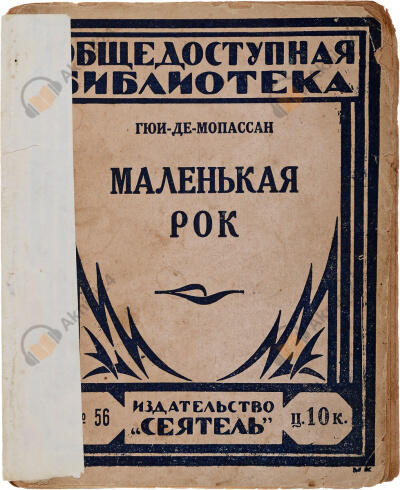 ОБЩЕДОСТУПНАЯ
БИБЛИОТЕКА
ГЮИ-ДЕ-МОПАССАН
МАЛЕНЬКАЯ
РОК
№ 56
ИЗДАТЕЛЬСТВО
„СЕЯТЕЛЬ"
Ц. 10 к.